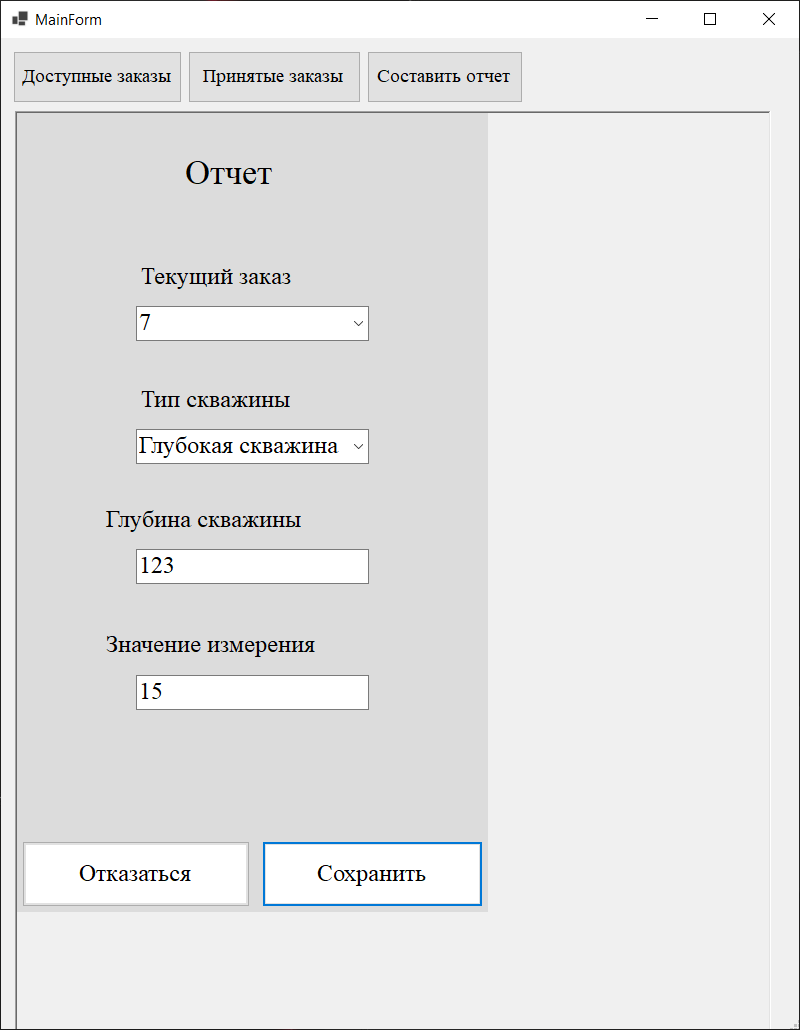 MainForm
Доступные заказы Принятые заказы Составить отчет
Отчет
Текущий заказ
7
Тип скважины
Глубокая скважина
Глубина скважины
123
Значение измерения
15
Отказаться Сохранить